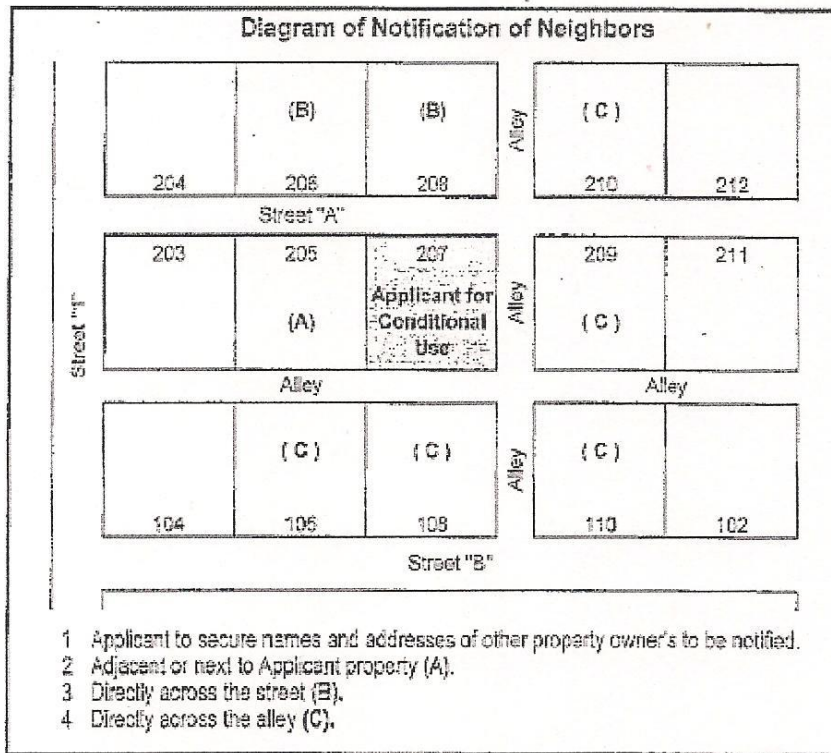 Diagram of Notification of Neighbors
(B) (B) Alley (C)
204 206 208 210 212
Street "A"
203 205 207 209 211
Street "1"
(A) Applicant for Conditional Use Alley (C)
Alley Alley
(C) (C) Alley (C)
104 106 108 110 102
Street "B"
1 Applicant to secure names and addresses of other property owner's to be notified.
2 Adjacent or next to Applicant property (A).
3 Directly across the street (B).
4 Directly across the alley (C).